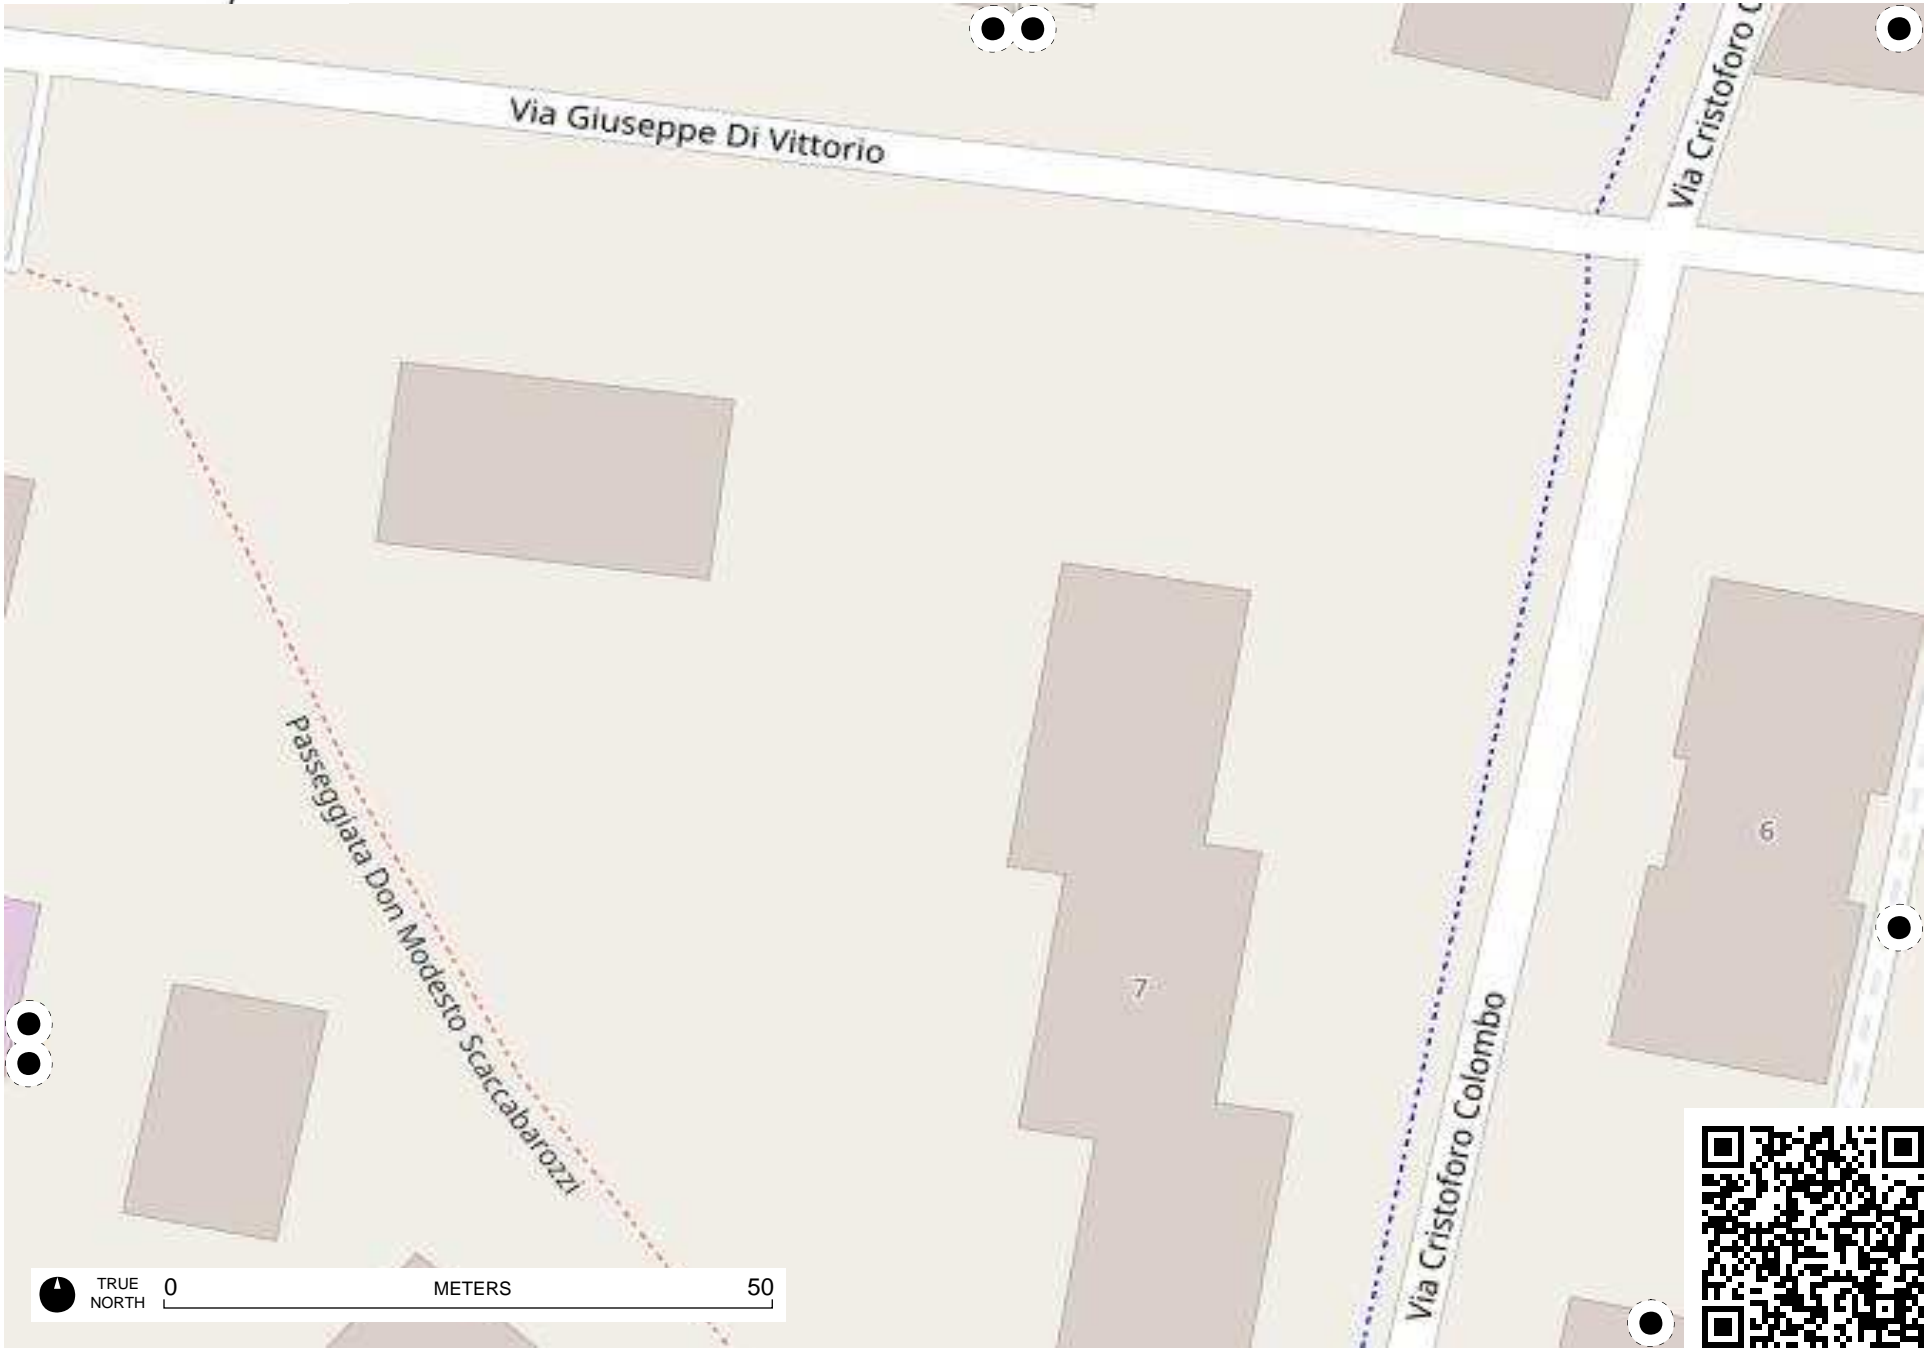 Via Giuseppe Di Vittorio
Via Cristoforo C
Passeggiata Don Modesto Scaccabarozzi
6
7
Via Cristoforo Colombo
TRUE
NORTH
0 METERS 50